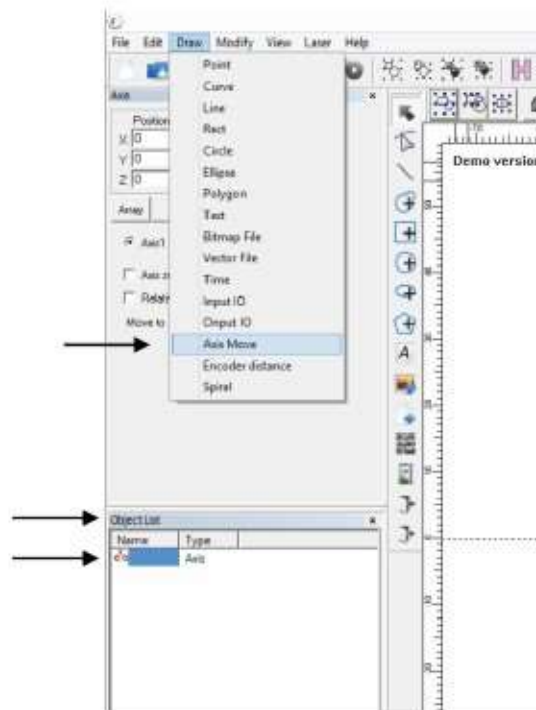 File Edit Draw Modify View Laser Help
Point
Curve
Line
Rect
Circle
Ellipse
Polygon
Text
Bitmap File
Vector File
Time
Input IO
Onput IO
Axis Move
Encoder distance
Spiral
Axis
Position
X 0
Y 0
Z 0
Array
Axis1
Relate
Move to
Demo version
A
Object List
Name Type
Axis